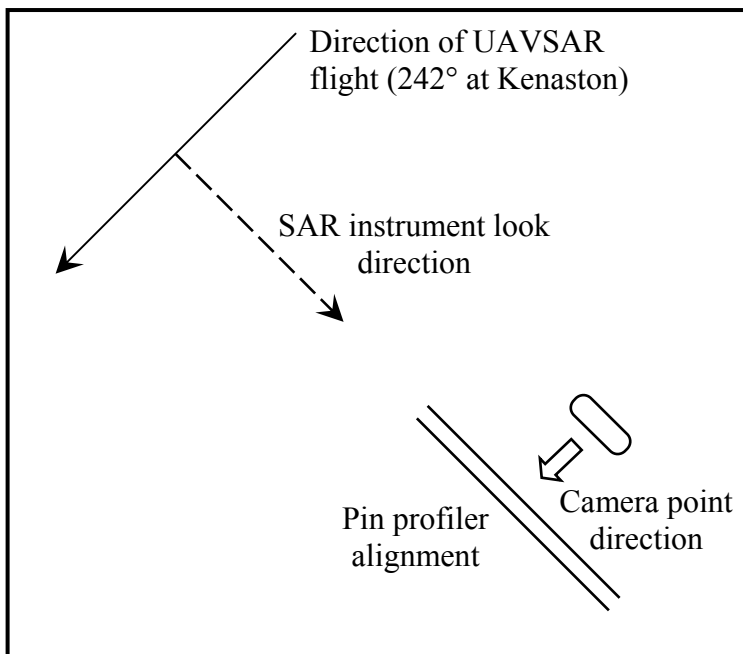 Direction of UAVSAR
flight (242° at Kenaston)
SAR instrument look
direction
Pin profiler
alignment
Camera point
direction